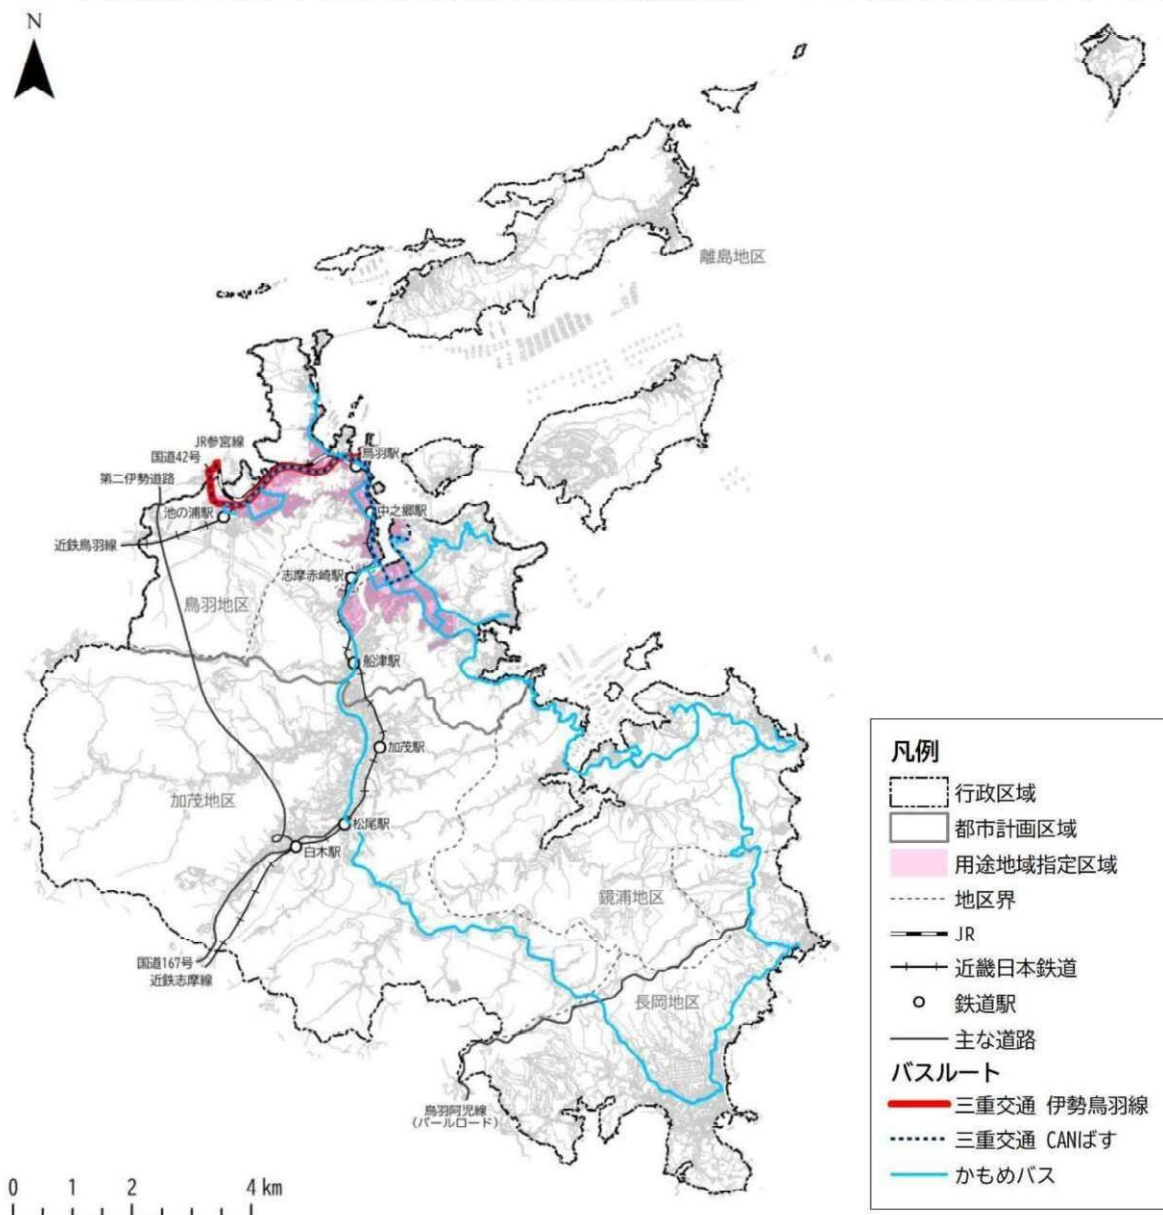 N
離島地区
JR参宮線
国道42号
鳥羽駅
第二伊勢道路
池の浦駅
中之郷駅
近鉄鳥羽線
志摩赤崎駅
鳥羽地区
船津駅
加茂駅
加茂地区
松尾駅
白木駅
鏡浦地区
国道167号
近鉄志摩線
長岡地区
鳥羽阿児線
(パールロード)
0 1 2 4 km
凡例
行政区域
都市計画区域
用途地域指定区域
地区界
JR
近畿日本鉄道
鉄道駅
主な道路
バスルート
三重交通 伊勢鳥羽線
三重交通 CANばす
かもめバス